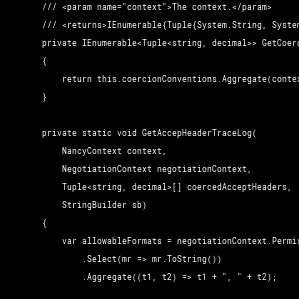 /// <param name="context">The context.</param>
/// <returns>IEnumerable{Tuple{System.String, System
private IEnumerable<Tuple<string, decimal>> GetCoerc
{
return this.coercionConventions.Aggregate(contex
}
private static void GetAccepHeaderTraceLog(
NancyContext context,
NegotiationContext negotiationContext,
Tuple<string, decimal>[] coercedAcceptHeaders,
StringBuilder sb)
{
var allowableFormats = negotiationContext.Permis
.Select(mr => mr.ToString())
.Aggregate((t1, t2) => t1 + ", " + t2);